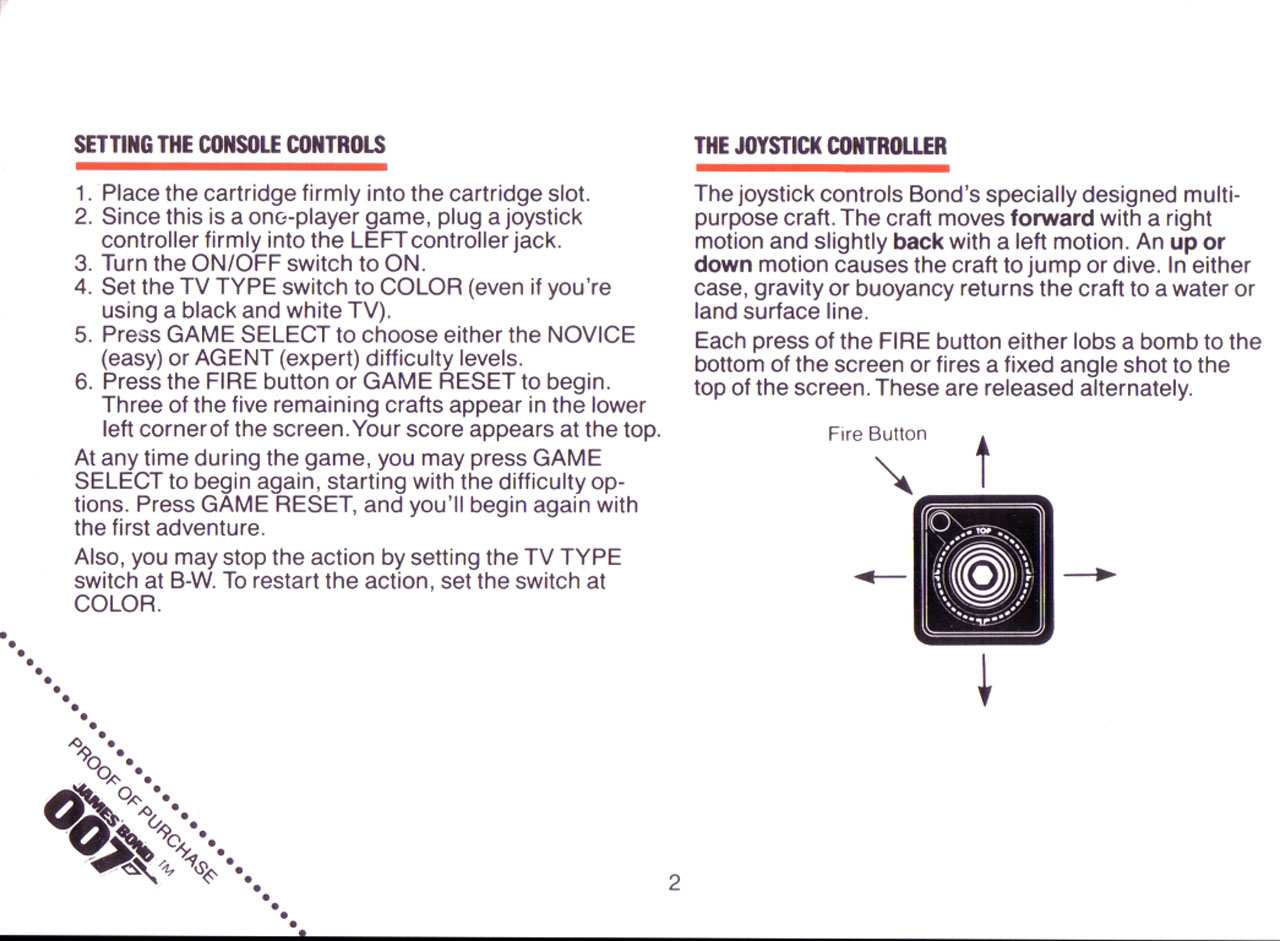 SETTING THE CONSOLE CONTROLS
1. Place the cartridge firmly into the cartridge slot.
2. Since this is a one-player game, plug a joystick
controller firmly into the LEFT controller jack.
3. Turn the ON/OFF switch to ON.
4. Set the TV TYPE switch to COLOR (even if you're
using a black and white TV).
5. Press GAME SELECT to choose either the NOVICE
(easy) or AGENT (expert) difficulty levels.
6. Press the FIRE button or GAME RESET to begin.
Three of the five remaining crafts appear in the lower
left corner of the screen. Your score appears at the top.
At any time during the game, you may press GAME
SELECT to begin again, starting with the difficulty op-
tions. Press GAME RESET, and you'll begin again with
the first adventure.
Also, you may stop the action by setting the TV TYPE
switch at B-W. To restart the action, set the switch at
COLOR.
PROOF OF PURCHASE
JAMES BOND
007 TM
THE JOYSTICK CONTROLLER
The joystick controls Bond's specially designed multi-
purpose craft. The craft moves forward with a right
motion and slightly back with a left motion. An up or
down motion causes the craft to jump or dive. In either
case, gravity or buoyancy returns the craft to a water or
land surface line.
Each press of the FIRE button either lobs a bomb to the
bottom of the screen or fires a fixed angle shot to the
top of the screen. These are released alternately.
Fire Button
TOP
2